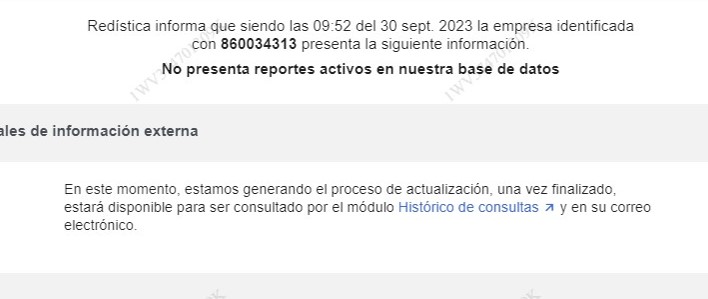 Redística informa que siendo las 09:52 del 30 sept. 2023 la empresa identificada
con 860034313 presenta la siguiente información.
No presenta reportes activos en nuestra base de datos
ales de información externa
En este momento, estamos generando el proceso de actualización, una vez finalizado,
estará disponible para ser consultado por el módulo Histórico de consultas ↗ y en su correo
electrónico.